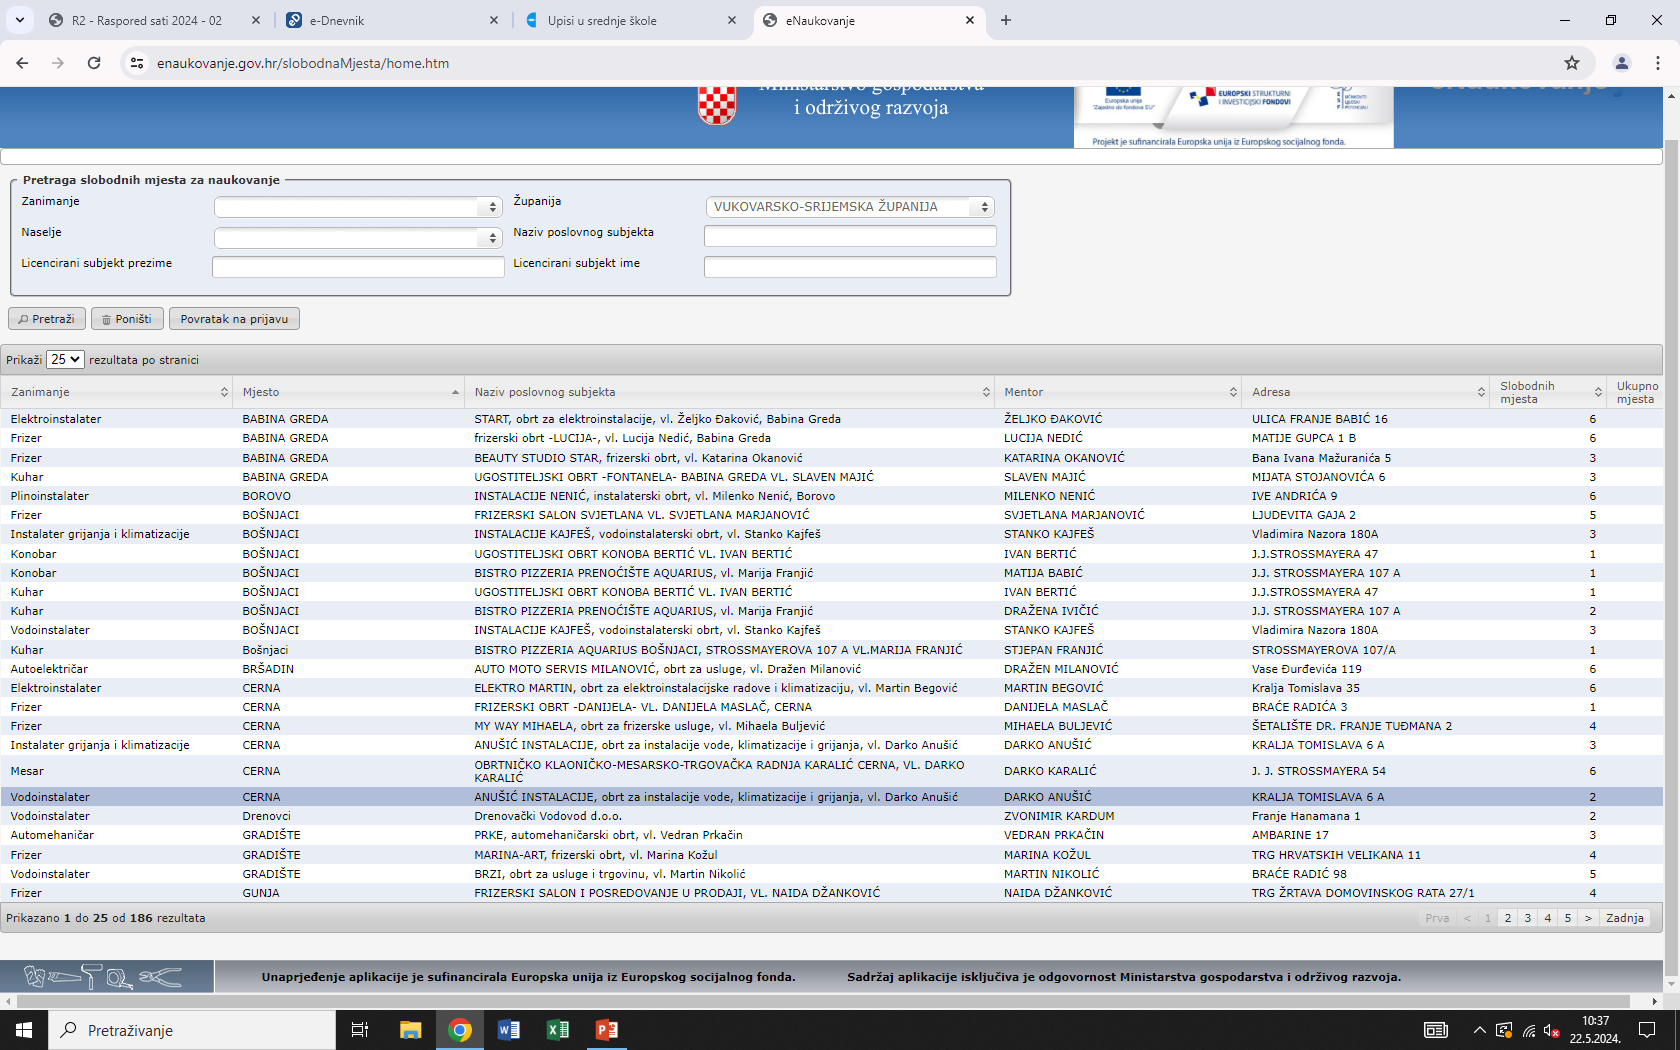 R2 - Raspored sati 2024 - 02
e-Dnevnik
Upisi u srednje škole
eNaukovanje
enaukovanje.gov.hr/slobodnaMjesta/home.htm
Ministarstvo gospodarstva
i održivog razvoja
Europska unija
"Zajedno do fondova EU"
EUROPSKI STRUKTURNI
I INVESTICIJSKI FONDOVI
Projekt je sufinancirala Europska unija iz Europskog socijalnog fonda.
Pretraga slobodnih mjesta za naukovanje
Zanimanje
Županija VUKOVARSKO-SRIJEMSKA ŽUPANIJA
Naselje Naziv poslovnog subjekta
Licencirani subjekt prezime Licencirani subjekt ime
Pretraži Poništi Povratak na prijavu
Prikaži 25 rezultata po stranici
Zanimanje Mjesto Naziv poslovnog subjekta Mentor Adresa Slobodnih mjesta Ukupno mjesta
Elektroinstalater BABINA GREDA START, obrt za elektroinstalacije, vl. Željko Đaković, Babina Greda ŽELJKO ĐAKOVIĆ ULICA FRANJE BABIĆ 16 6
Frizer BABINA GREDA frizerski obrt -LUCIJA-, vl. Lucija Nedić, Babina Greda LUCIJA NEDIĆ MATIJE GUPCA 1 B 6
Frizer BABINA GREDA BEAUTY STUDIO STAR, frizerski obrt, vl. Katarina Okanović KATARINA OKANOVIĆ Bana Ivana Mažuranića 5 3
Kuhar BABINA GREDA UGOSTITELJSKI OBRT -FONTANELA- BABINA GREDA VL. SLAVEN MAJIĆ SLAVEN MAJIĆ MIJATA STOJANOVIĆA 6 3
Plinoinstalater BOROVO INSTALACIJE NENIĆ, instalaterski obrt, vl. Milenko Nenić, Borovo MILENKO NENIĆ IVE ANDRIĆA 9 6
Frizer BOŠNJACI FRIZERSKI SALON SVJETLANA VL. SVJETLANA MARJANOVIĆ SVJETLANA MARJANOVIĆ LJUDEVITA GAJA 2 5
Instalater grijanja i klimatizacije BOŠNJACI INSTALACIJE KAJFEŠ, vodoinstalaterski obrt, vl. Stanko Kajfeš STANKO KAJFEŠ Vladimira Nazora 180A 3
Konobar BOŠNJACI UGOSTITELJSKI OBRT KONOBA BERTIĆ VL. IVAN BERTIĆ IVAN BERTIĆ J.J.STROSSMAYERA 47 1
Konobar BOŠNJACI BISTRO PIZZERIA PRENOĆIŠTE AQUARIUS, vl. Marija Franjić MATIJA BABIĆ J.J. STROSSMAYERA 107 A 1
Kuhar BOŠNJACI UGOSTITELJSKI OBRT KONOBA BERTIĆ VL. IVAN BERTIĆ IVAN BERTIĆ J.J.STROSSMAYERA 47 1
Kuhar BOŠNJACI BISTRO PIZZERIA PRENOĆIŠTE AQUARIUS, vl. Marija Franjić DRAŽENA IVIČIĆ J.J. STROSSMAYERA 107 A 2
Vodoinstalater BOŠNJACI INSTALACIJE KAJFEŠ, vodoinstalaterski obrt, vl. Stanko Kajfeš STANKO KAJFEŠ Vladimira Nazora 180A 3
Kuhar Bošnjaci BISTRO PIZZERIA AQUARIUS BOŠNJACI, STROSSMAYEROVA 107 A VL.MARIJA FRANJIĆ STJEPAN FRANJIĆ STROSSMAYEROVA 107/A 1
Autoelektričar BRŠADIN AUTO MOTO SERVIS MILANOVIĆ, obrt za usluge, vl. Dražen Milanović DRAŽEN MILANOVIĆ Vase Đurđevića 119 6
Elektroinstalater CERNA ELEKTRO MARTIN, obrt za elektroinstalacijske radove i klimatizaciju, vl. Martin Begović MARTIN BEGOVIĆ Kralja Tomislava 35 6
Frizer CERNA FRIZERSKI OBRT -DANIJELA- VL. DANIJELA MASLAČ, CERNA DANIJELA MASLAČ BRAĆE RADIĆA 3 1
Frizer CERNA MY WAY MIHAELA, obrt za frizerske usluge, vl. Mihaela Buljević MIHAELA BULJEVIĆ ŠETALIŠTE DR. FRANJE TUĐMANA 2 4
Instalater grijanja i klimatizacije CERNA ANUŠIĆ INSTALACIJE, obrt za instalacije vode, klimatizacije i grijanja, vl. Darko Anušić DARKO ANUŠIĆ KRALJA TOMISLAVA 6 A 3
Mesar CERNA OBRTNIČKO KLAONIČKO-MESARSKO-TRGOVAČKA RADNJA KARALIĆ CERNA, VL. DARKO KARALIĆ DARKO KARALIĆ J. J. STROSSMAYERA 54 6
Vodoinstalater CERNA ANUŠIĆ INSTALACIJE, obrt za instalacije vode, klimatizacije i grijanja, vl. Darko Anušić DARKO ANUŠIĆ KRALJA TOMISLAVA 6 A 2
Vodoinstalater Drenovci Drenovački Vodovod d.o.o. ZVONIMIR KARDUM Franje Hanamana 1 2
Automehaničar GRADIŠTE PRKE, automehaničarski obrt, vl. Vedran Prkačin VEDRAN PRKAČIN AMBARINE 17 3
Frizer GRADIŠTE MARINA-ART, frizerski obrt, vl. Marina Kožul MARINA KOŽUL TRG HRVATSKIH VELIKANA 11 4
Vodoinstalater GRADIŠTE BRZI, obrt za usluge i trgovinu, vl. Martin Nikolić MARTIN NIKOLIĆ BRAĆE RADIĆ 98 5
Frizer GUNJA FRIZERSKI SALON I POSREDOVANJE U PRODAJI, VL. NAIDA DŽANKOVIĆ NAIDA DŽANKOVIĆ TRG ŽRTAVA DOMOVINSKOG RATA 27/1 4
Prikazano 1 do 25 od 186 rezultata
Prva < 1 2 3 4 5 > Zadnja
Unaprjeđenje aplikacije je sufinancirala Europska unija iz Europskog socijalnog fonda. Sadržaj aplikacije isključiva je odgovornost Ministarstva gospodarstva i održivog razvoja.
Pretraživanje
10:37
22.5.2024.